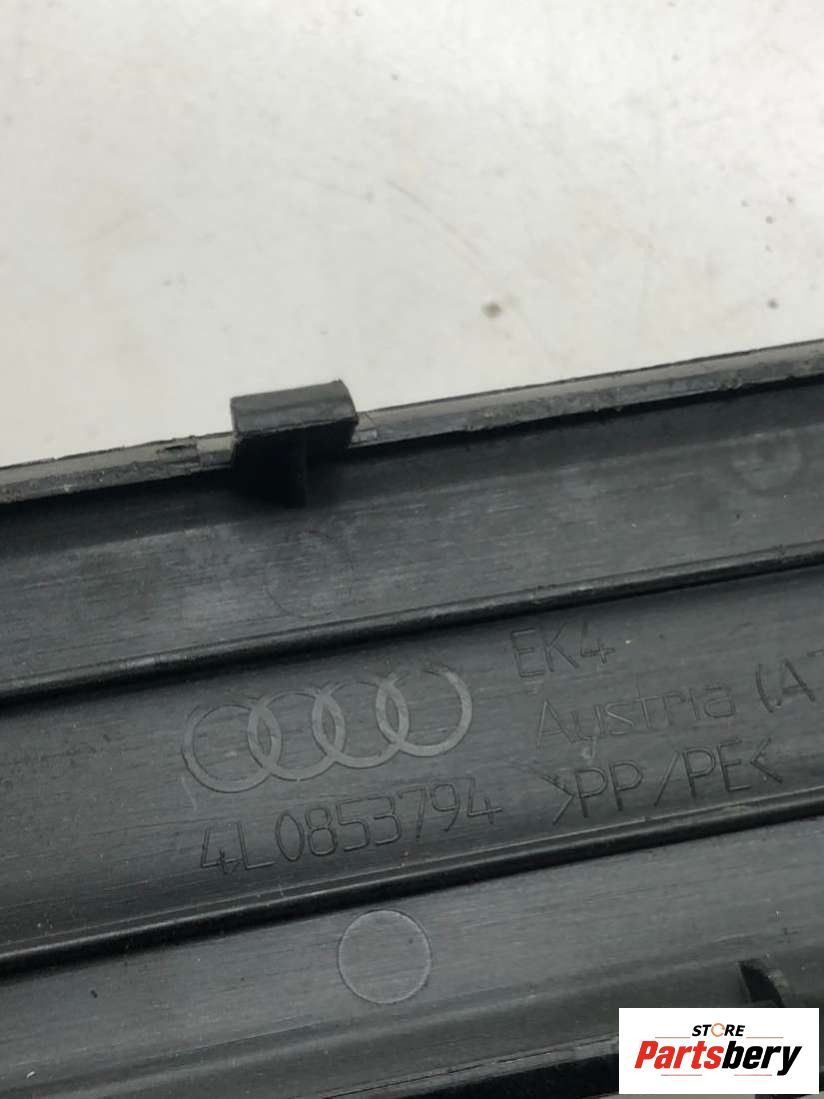 EK4
Austria (A
4L0853794 >PP/PE<
STORE
Partsbery